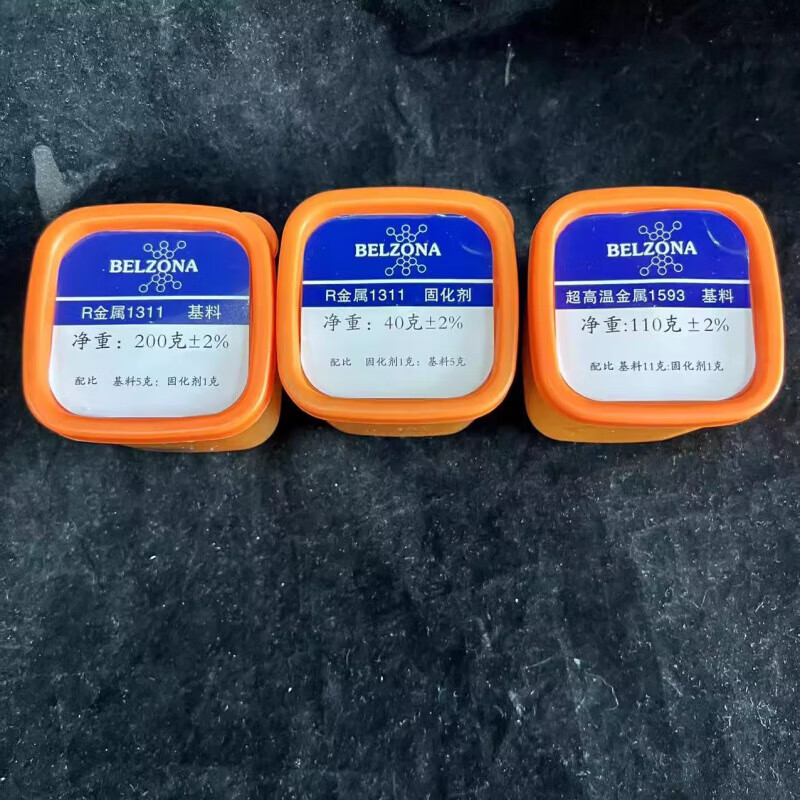 BELZONA
R金属1311 基料
净重：200克±2%
配比 基料5克：固化剂1克
BELZONA
R金属1311 固化剂
净重：40克±2%
配比 固化剂1克：基料5克
BELZONA
超高温金属1593 基料
净重:110克±2%
配比 基料11克:固化剂1克